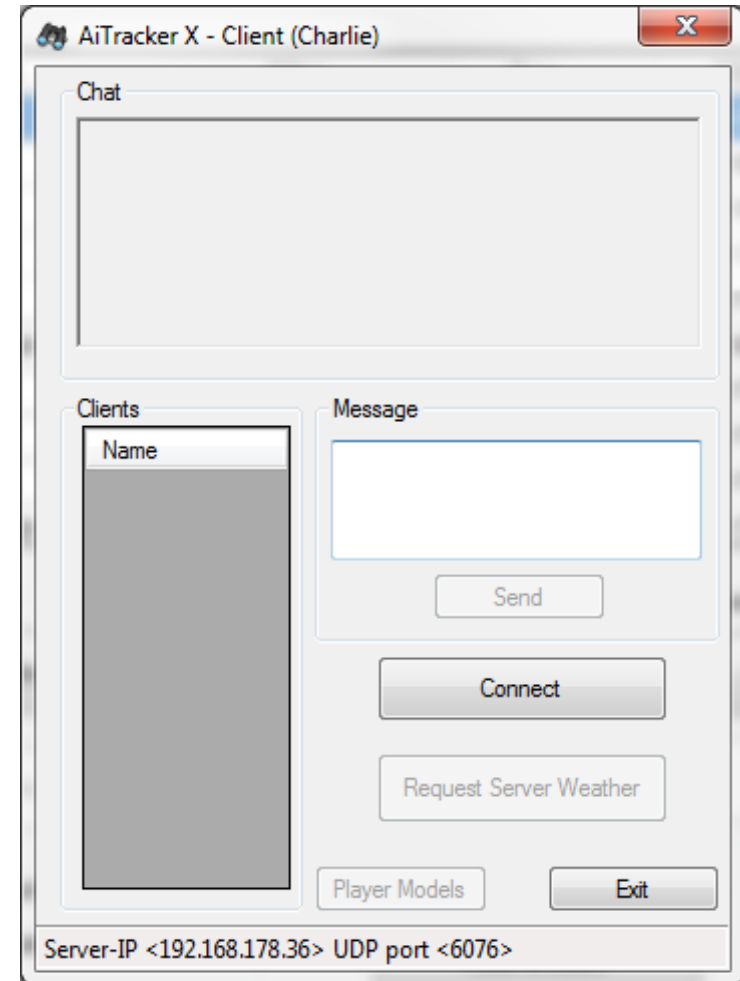 AiTracker X - Client (Charlie)
Chat
Clients
Name
Message
Send
Connect
Request Server Weather
Player Models
Exit
Server-IP <192.168.178.36> UDP port <6076>